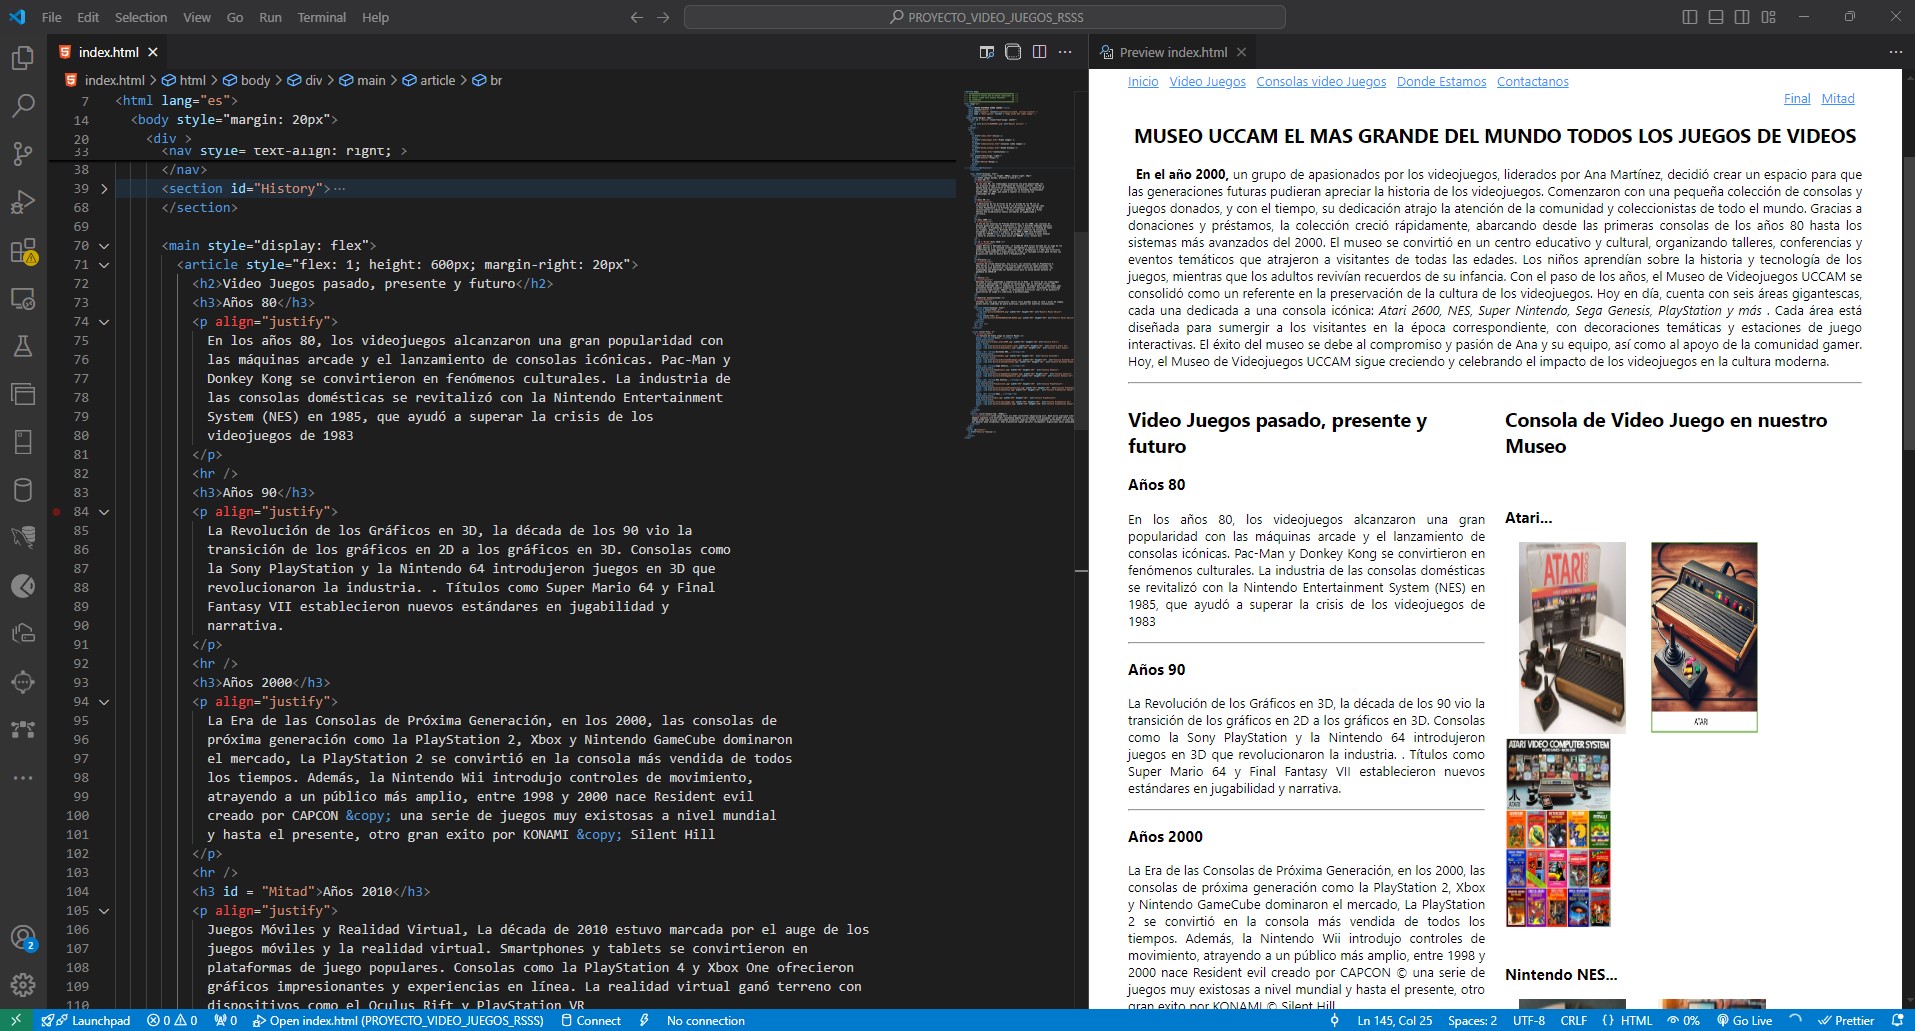 File Edit Selection View Go Run Terminal Help
PROYECTO_VIDEO_JUEGOS_RSSS
index.html
index.html > html > body > div > main > article > br
7 <html lang="es">
14 <body style="margin: 20px">
20 <div >
33 <nav style= text-align: right; >
38 </nav>
39 <section id="History"> ...
68 </section>
69
70 <main style="display: flex">
71 <article style="flex: 1; height: 600px; margin-right: 20px">
72 <h2>Video Juegos pasado, presente y futuro</h2>
73 <h3>Años 80</h3>
74 <p align="justify">
75 En los años 80, los videojuegos alcanzaron una gran popularidad con
76 las máquinas arcade y el lanzamiento de consolas icónicas. Pac-Man y
77 Donkey Kong se convirtieron en fenómenos culturales. La industria de
78 las consolas domésticas se revitalizó con la Nintendo Entertainment
79 System (NES) en 1985, que ayudó a superar la crisis de los
80 videojuegos de 1983
81 </p>
82 <hr />
83 <h3>Años 90</h3>
84 <p align="justify">
85 La Revolución de los Gráficos en 3D, la década de los 90 vio la
86 transición de los gráficos en 2D a los gráficos en 3D. Consolas como
87 la Sony PlayStation y la Nintendo 64 introdujeron juegos en 3D que
88 revolucionaron la industria. . Títulos como Super Mario 64 y Final
89 Fantasy VII establecieron nuevos estándares en jugabilidad y
90 narrativa.
91 </p>
92 <hr />
93 <h3>Años 2000</h3>
94 <p align="justify">
95 La Era de las Consolas de Próxima Generación, en los 2000, las consolas de
96 próxima generación como la PlayStation 2, Xbox y Nintendo GameCube dominaron
97 el mercado, La PlayStation 2 se convirtió en la consola más vendida de todos
98 los tiempos. Además, la Nintendo Wii introdujo controles de movimiento,
99 atrayendo a un público más amplio, entre 1998 y 2000 nace Resident evil
100 creado por CAPCON &copy; una serie de juegos muy existosas a nivel mundial
101 y hasta el presente, otro gran exito por KONAMI &copy; Silent Hill
102 </p>
103 <hr />
104 <h3 id = "Mitad">Años 2010</h3>
105 <p align="justify">
106 Juegos Móviles y Realidad Virtual, La década de 2010 estuvo marcada por el auge de los
107 juegos móviles y la realidad virtual. Smartphones y tablets se convirtieron en
108 plataformas de juego populares. Consolas como la PlayStation 4 y Xbox One ofrecieron
109 gráficos impresionantes y experiencias en línea. La realidad virtual ganó terreno con
110 dispositivos como el Oculus Rift y PlayStation VR
Preview index.html
Inicio Video Juegos Consolas video Juegos Donde Estamos Contactanos
Final Mitad
MUSEO UCCAM EL MAS GRANDE DEL MUNDO TODOS LOS JUEGOS DE VIDEOS
En el año 2000, un grupo de apasionados por los videojuegos, liderados por Ana Martínez, decidió crear un espacio para que
las generaciones futuras pudieran apreciar la historia de los videojuegos. Comenzaron con una pequeña colección de consolas y
juegos donados, y con el tiempo, su dedicación atrajo la atención de la comunidad y coleccionistas de todo el mundo. Gracias a
donaciones y préstamos, la colección creció rápidamente, abarcando desde las primeras consolas de los años 80 hasta los
sistemas más avanzados del 2000. El museo se convirtió en un centro educativo y cultural, organizando talleres, conferencias y
eventos temáticos que atrajeron a visitantes de todas las edades. Los niños aprendían sobre la historia y tecnología de los
juegos, mientras que los adultos revivían recuerdos de su infancia. Con el paso de los años, el Museo de Videojuegos UCCAM se
consolidó como un referente en la preservación de la cultura de los videojuegos. Hoy en día, cuenta con seis áreas gigantescas,
cada una dedicada a una consola icónica: Atari 2600, NES, Super Nintendo, Sega Genesis, PlayStation y más . Cada área está
diseñada para sumergir a los visitantes en la época correspondiente, con decoraciones temáticas y estaciones de juego
interactivas. El éxito del museo se debe al compromiso y pasión de Ana y su equipo, así como al apoyo de la comunidad gamer.
Hoy, el Museo de Videojuegos UCCAM sigue creciendo y celebrando el impacto de los videojuegos en la cultura moderna.
Video Juegos pasado, presente y
futuro
Años 80
En los años 80, los videojuegos alcanzaron una gran
popularidad con las máquinas arcade y el lanzamiento de
consolas icónicas. Pac-Man y Donkey Kong se convirtieron en
fenómenos culturales. La industria de las consolas domésticas
se revitalizó con la Nintendo Entertainment System (NES) en
1985, que ayudó a superar la crisis de los videojuegos de
1983
Años 90
La Revolución de los Gráficos en 3D, la década de los 90 vio la
transición de los gráficos en 2D a los gráficos en 3D. Consolas
como la Sony PlayStation y la Nintendo 64 introdujeron
juegos en 3D que revolucionaron la industria. . Títulos como
Super Mario 64 y Final Fantasy VII establecieron nuevos
estándares en jugabilidad y narrativa.
Años 2000
La Era de las Consolas de Próxima Generación, en los 2000, las
consolas de próxima generación como la PlayStation 2, Xbox
y Nintendo GameCube dominaron el mercado, La PlayStation
2 se convirtió en la consola más vendida de todos los
tiempos. Además, la Nintendo Wii introdujo controles de
movimiento, atrayendo a un público más amplio, entre 1998 y
2000 nace Resident evil creado por CAPCON © una serie de
juegos muy existosas a nivel mundial y hasta el presente, otro
gran exito por KONAMI © Silent Hill
Consola de Video Juego en nuestro
Museo
Atari...
ATARI
ATARI
ATARI VIDEO COMPUTER SYSTEM
ATARI
Nintendo NES...
2
Launchpad 0 0 0 Open index.html (PROYECTO_VIDEO_JUEGOS_RSSS) Connect No connection
Ln 145, Col 25 Spaces: 2 UTF-8 CRLF {} HTML 0% Go Live Prettier